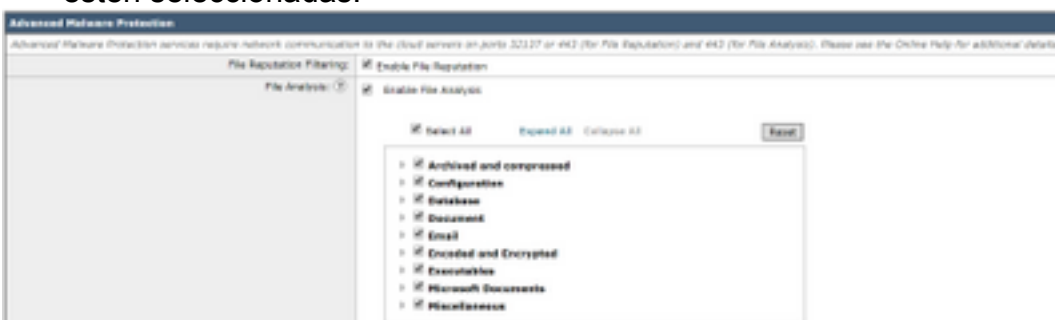 estén seleccionadas.
Advanced Malware Protection
Advanced Malware Protection services require network communication to the cloud servers on ports 32137 or 443 (for File Reputation) and 443 (for File Analysis). Please see the Online Help for additional details
File Reputation Filtering: Enable File Reputation
File Analysis: ? Enable File Analysis
Select All Expand All Collapse All Reset
Archived and compressed
Configuration
Database
Document
Email
Encoded and Encrypted
Executables
Microsoft Documents
Miscellaneous